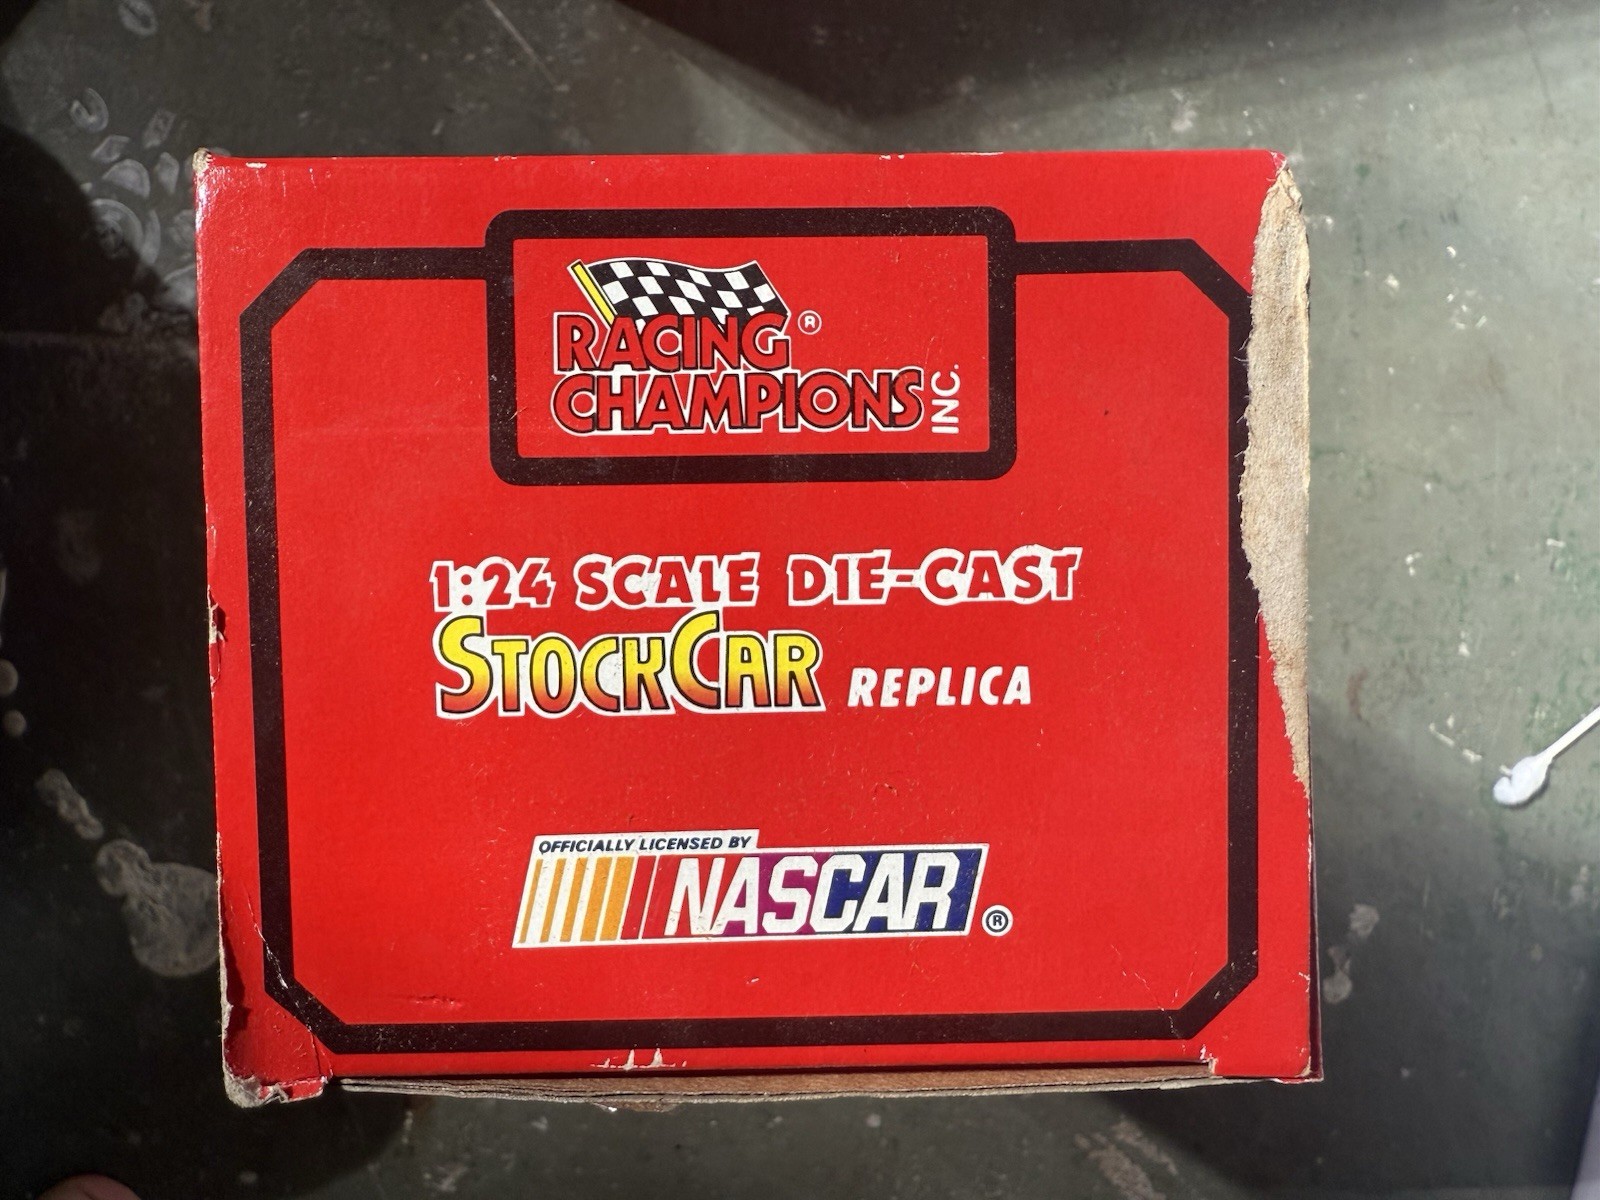 RACING ®
CHAMPIONS INC.
1:24 SCALE DIE-CAST
STOCKCAR REPLICA
OFFICIALLY LICENSED BY
NASCAR ®